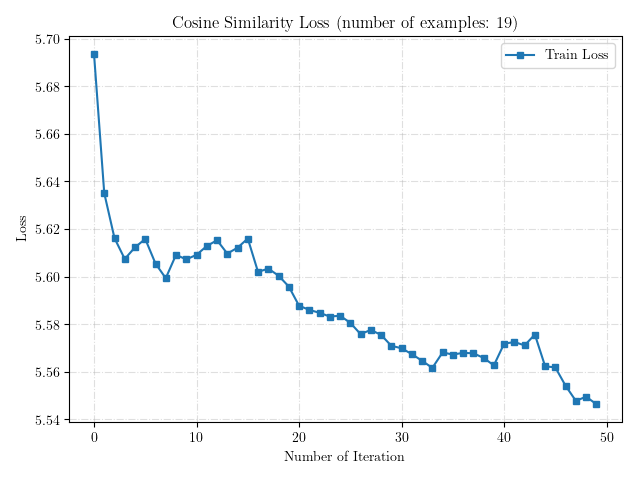 Cosine Similarity Loss (number of examples: 19)
Train Loss
5.70
5.68
5.66
5.64
5.62
5.60
5.58
5.56
5.54
Loss
0 10 20 30 40 50
Number of Iteration